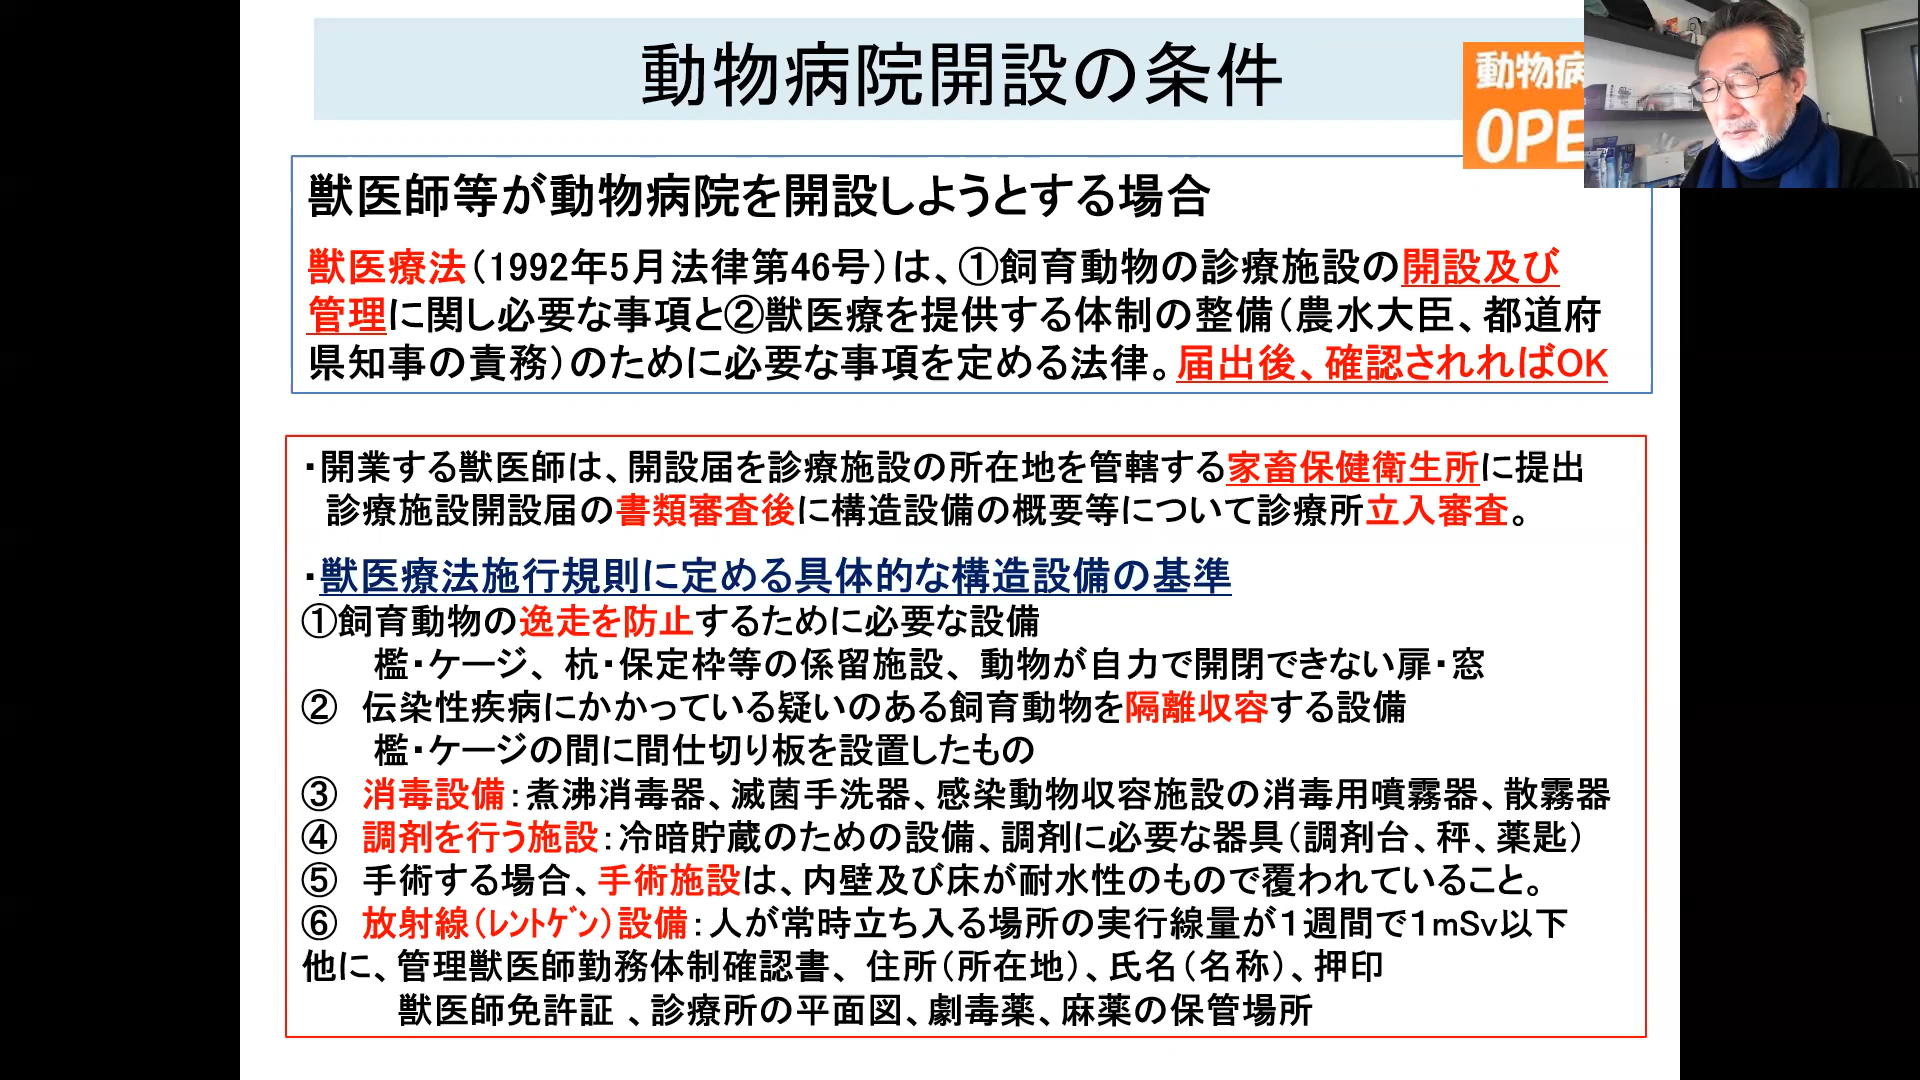 動物病院開設の条件
動物病
OPE
獣医師等が動物病院を開設しようとする場合
獣医療法（1992年5月法律第46号）は、①飼育動物の診療施設の開設及び
管理に関し必要な事項と②獣医療を提供する体制の整備（農水大臣、都道府
県知事の責務）のために必要な事項を定める法律。届出後、確認されればOK
・開業する獣医師は、開設届を診療施設の所在地を管轄する家畜保健衛生所に提出
診療施設開設届の書類審査後に構造設備の概要等について診療所立入審査。
・獣医療法施行規則に定める具体的な構造設備の基準
①飼育動物の逸走を防止するために必要な設備
檻・ケージ、杭・保定枠等の係留施設、動物が自力で開閉できない扉・窓
② 伝染性疾病にかかっている疑いのある飼育動物を隔離収容する設備
檻・ケージの間に間仕切り板を設置したもの
③ 消毒設備：煮沸消毒器、滅菌手洗器、感染動物収容施設の消毒用噴霧器、散霧器
④ 調剤を行う施設：冷暗貯蔵のための設備、調剤に必要な器具（調剤台、秤、薬匙）
⑤ 手術する場合、手術施設は、内壁及び床が耐水性のもので覆われていること。
⑥ 放射線（ﾚﾝﾄｹﾞﾝ）設備：人が常時立ち入る場所の実行線量が１週間で１mSv以下
他に、管理獣医師勤務体制確認書、住所（所在地）、氏名（名称）、押印
獣医師免許証 、診療所の平面図、劇毒薬、麻薬の保管場所